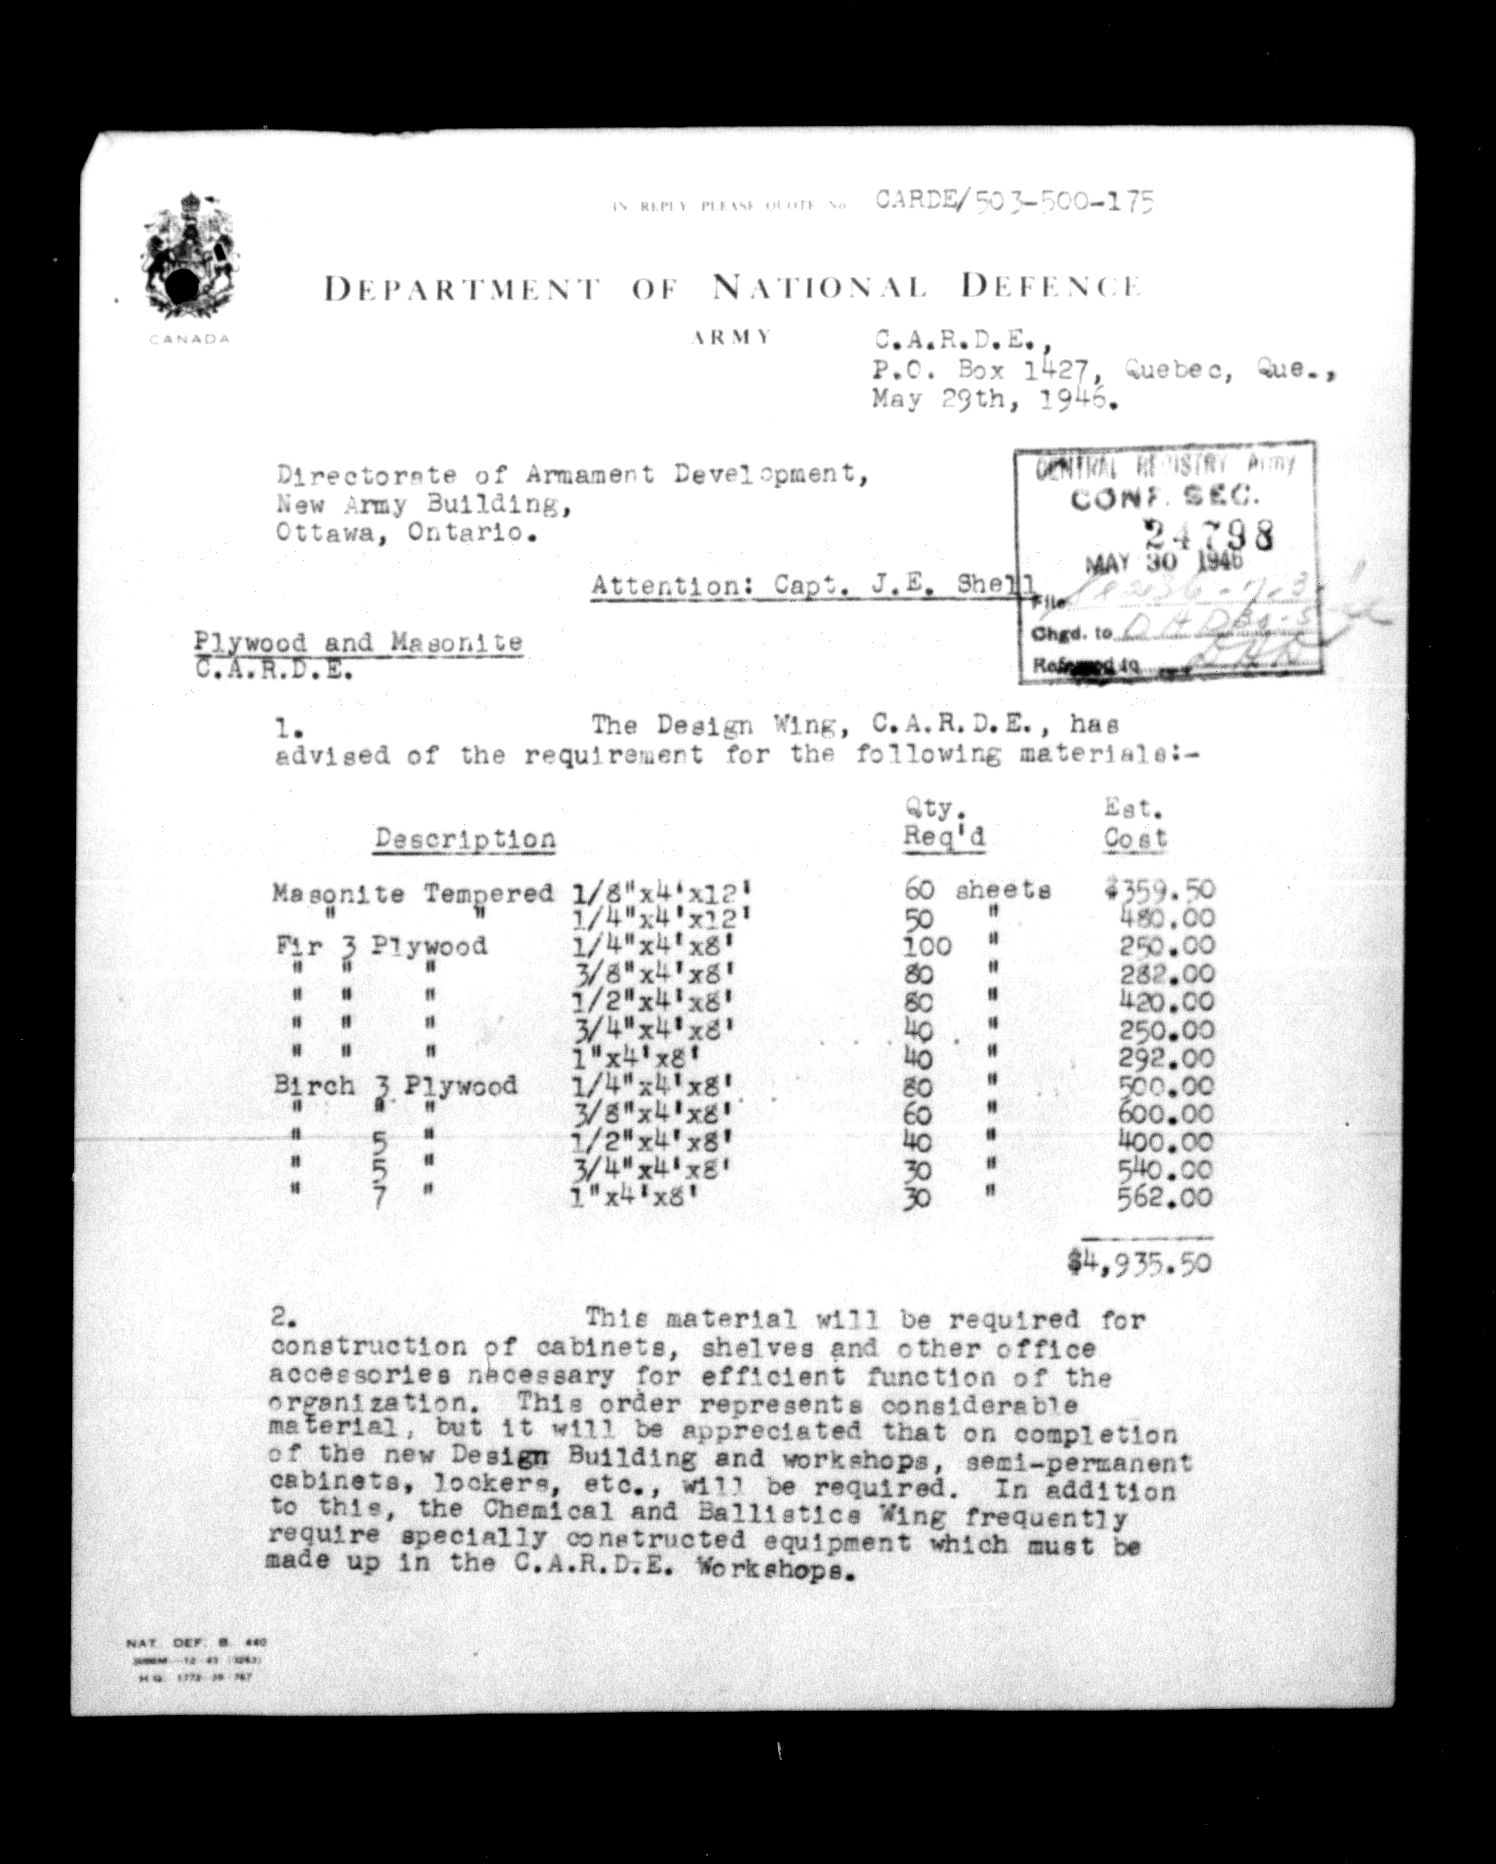 IN REPLY PLEASE QUOTE No. CARDE/503-500-175
DEPARTMENT OF NATIONAL DEFENCE
CANADA
ARMY
C.A.R.D.E.,
P.O. Box 1427, Quebec, Que.,
May 29th, 1946.
Directorate of Armament Development,
New Army Building,
Ottawa, Ontario.
CENTRAL REGISTRY Army
CONF. SEC.
24798
MAY 30 1946
File
Chgd. to
Referred to
Attention: Capt. J.E. Shell
Plywood and Masonite
C.A.R.D.E.
1. The Design Wing, C.A.R.D.E., has
advised of the requirement for the following materials:-
Qty. Est.
Description Req'd Cost
Masonite Tempered 1/8"x4'x12' 60 sheets $359.50
" " 1/4"x4'x12' 50 " 480.00
Fir 3 Plywood 1/4"x4'x8' 100 " 250.00
" " " 3/8"x4'x8' 80 " 282.00
" " " 1/2"x4'x8' 80 " 420.00
" " " 3/4"x4'x8' 40 " 250.00
" " " 1"x4'x8' 40 " 292.00
Birch 3 Plywood 1/4"x4'x8' 80 " 500.00
" " " 3/8"x4'x8' 60 " 600.00
" 5 " 1/2"x4'x8' 40 " 400.00
" 5 " 3/4"x4'x8' 30 " 540.00
" 7 " 1"x4'x8' 30 " 562.00
$4,935.50
2. This material will be required for
construction of cabinets, shelves and other office
accessories necessary for efficient function of the
organization. This order represents considerable
material, but it will be appreciated that on completion
of the new Design Building and workshops, semi-permanent
cabinets, lockers, etc., will be required. In addition
to this, the Chemical and Ballistics Wing frequently
require specially constructed equipment which must be
made up in the C.A.R.D.E. Workshops.
NAT. DEF. B. 440
H.Q. 1772-39-767